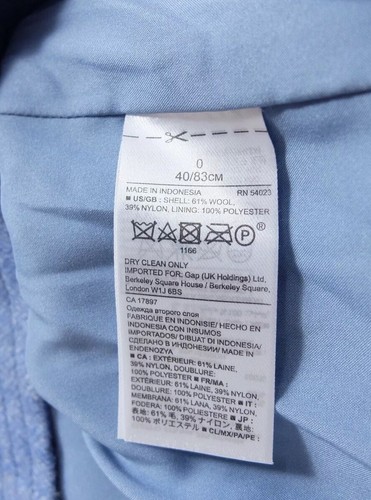 0
40/83CM
MADE IN INDONESIA RN 54023
■ US/GB : SHELL: 61% WOOL,
39% NYLON, LINING: 100% POLYESTER
P
1166
DRY CLEAN ONLY
IMPORTED FOR: Gap (UK Holdings) Ltd,
Berkeley Square House / Berkeley Square,
London W1J 6BS
CA 17897
Одежда второго слоя
FABRIQUE EN INDONÉSIE/ HECHO EN
INDONESIA CON INSUMOS
IMPORTADOS/ DIBUAT DI INDONESIA/
СДЕЛАНО В ИНДОНЕЗИИ/ MADE IN
ENDENOZYA
■ CA : EXTÉRIEUR: 61% LAINE,
39% NYLON, DOUBLURE:
100% POLYESTER ■ FR/MA :
EXTÉRIEUR: 61% LAINE, 39% NYLON,
DOUBLURE: 100% POLYESTER ■ IT :
MEMBRANA: 61% LANA, 39% NYLON,
FODERA: 100% POLIESTERE ■ JP :
表地 61% 毛, 39% ナイロン, 裏地
100% ポリエステル ■ CL/MX/PA/PE :